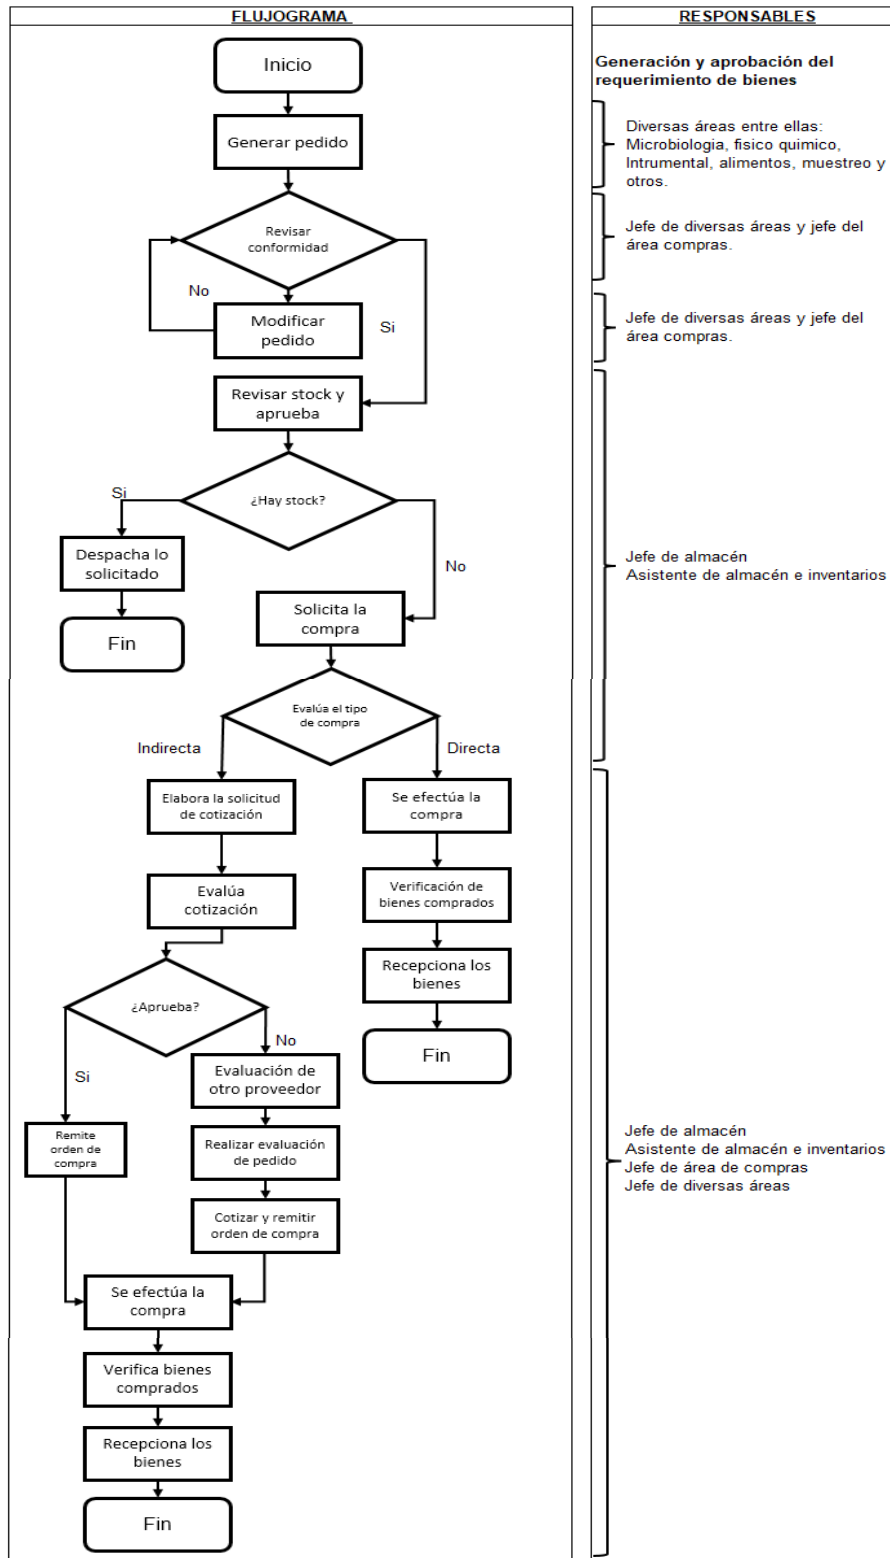 FLUJOGRAMA
Inicio
Generar pedido
Revisar
conformidad
No
Modificar
pedido
Si
Revisar stock y
aprueba
¿Hay stock?
Si
Despacha lo
solicitado
Fin
No
Solicita la
compra
Evalúa el tipo
de compra
Indirecta
Directa
Elabora la solicitud
de cotización
Se efectúa la
compra
Evalúa
cotización
Verificación de
bienes comprados
Recepciona los
bienes
Fin
¿Aprueba?
Si
No
Evaluación de
otro proveedor
Remite
orden de
compra
Realizar evaluación
de pedido
Cotizar y remitir
orden de compra
Se efectúa la
compra
Verifica bienes
comprados
Recepciona los
bienes
Fin
RESPONSABLES
Generación y aprobación del
requerimiento de bienes
Diversas áreas entre ellas:
Microbiologia, fisico quimico,
Intrumental, alimentos, muestreo y
otros.
Jefe de diversas áreas y jefe del
área compras.
Jefe de diversas áreas y jefe del
área compras.
Jefe de almacén
Asistente de almacén e inventarios
Jefe de almacén
Asistente de almacén e inventarios
Jefe de área de compras
Jefe de diversas áreas